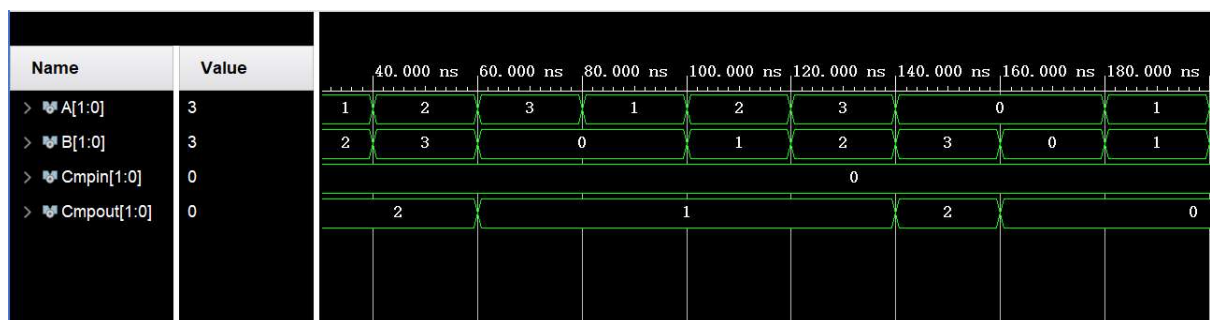 Name Value 40.000 ns 60.000 ns 80.000 ns 100.000 ns 120.000 ns 140.000 ns 160.000 ns 180.000 ns
> A[1:0] 3 1 2 3 1 2 3 0 1
> B[1:0] 3 2 3 0 1 2 3 0 1
> Cmpin[1:0] 0 0
> Cmpout[1:0] 0 2 1 2 0